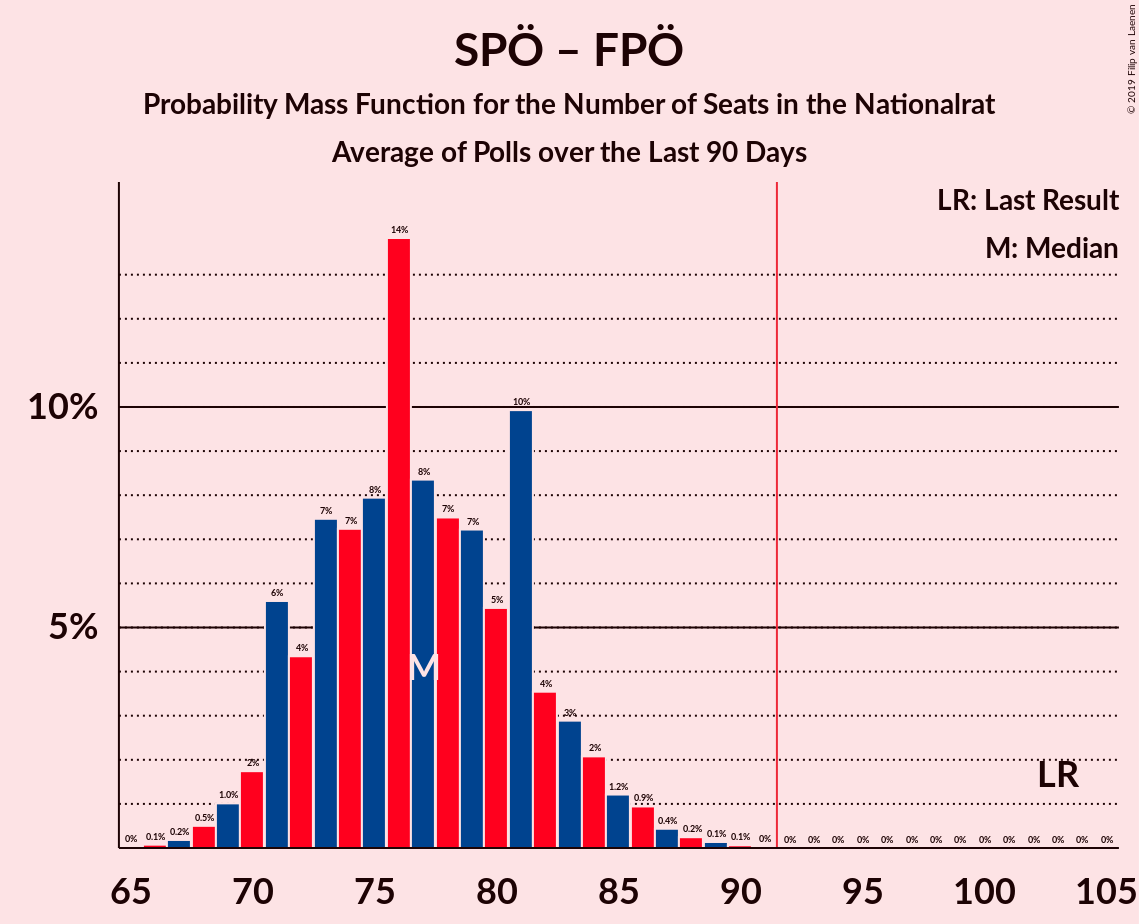 © 2019 Filip van Laenen
SPÖ – FPÖ
Probability Mass Function for the Number of Seats in the Nationalrat
Average of Polls over the Last 90 Days
LR: Last Result
M: Median
10%
5%
0% 0.1% 0.2% 0.5% 1.0% 2% 6% 4% 7% 7% 8% 14% 8% 7% 7% 5% 10% 4% 3% 2% 1.2% 0.9% 0.4% 0.2% 0.1% 0.1% 0% 0% 0% 0% 0% 0% 0% 0% 0% 0% 0% 0% 0% 0% 0%
M
LR
65 70 75 80 85 90 95 100 105